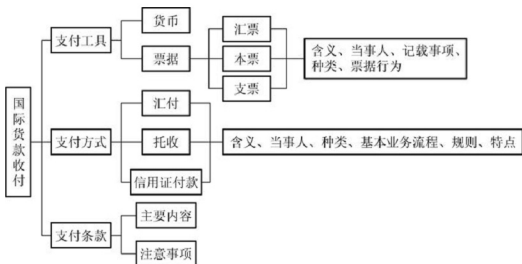 国际货款收付
支付工具
货币
票据
汇票
本票
支票
含义、当事人、记载事项、
种类、票据行为
支付方式
汇付
托收
信用证付款
含义、当事人、种类、基本业务流程、规则、特点
支付条款
主要内容
注意事项